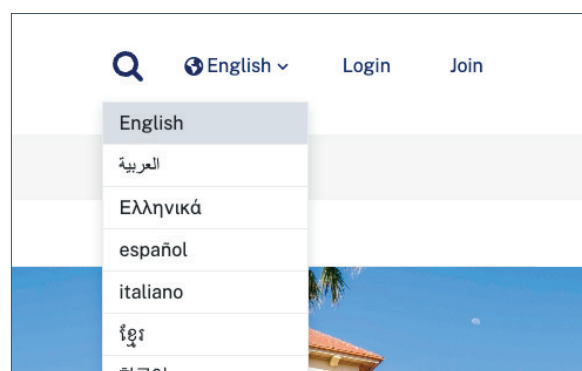 English Login Join
English
العربية
Ελληνικά
español
italiano
ខ្មែរ